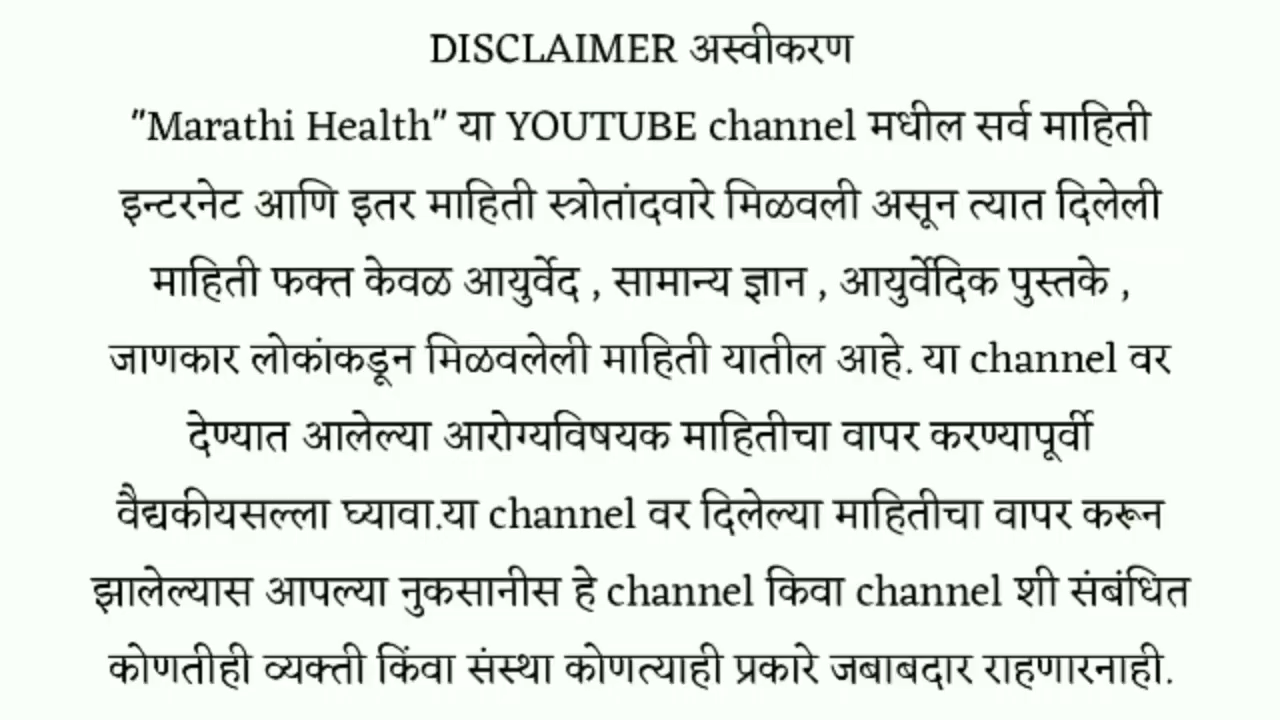 DISCLAIMER अस्वीकरण
"Marathi Health" या YOUTUBE channel मधील सर्व माहिती
इन्टरनेट आणि इतर माहिती स्त्रोतांदवारे मिळवली असून त्यात दिलेली
माहिती फक्त केवळ आयुर्वेद , सामान्य ज्ञान , आयुर्वेदिक पुस्तके ,
जाणकार लोकांकडून मिळवलेली माहिती यातील आहे. या channel वर
देण्यात आलेल्या आरोग्यविषयक माहितीचा वापर करण्यापूर्वी
वैद्यकीयसल्ला घ्यावा.या channel वर दिलेल्या माहितीचा वापर करून
झालेल्यास आपल्या नुकसानीस हे channel किवा channel शी संबंधित
कोणतीही व्यक्ती किंवा संस्था कोणत्याही प्रकारे जबाबदार राहणारनाही.